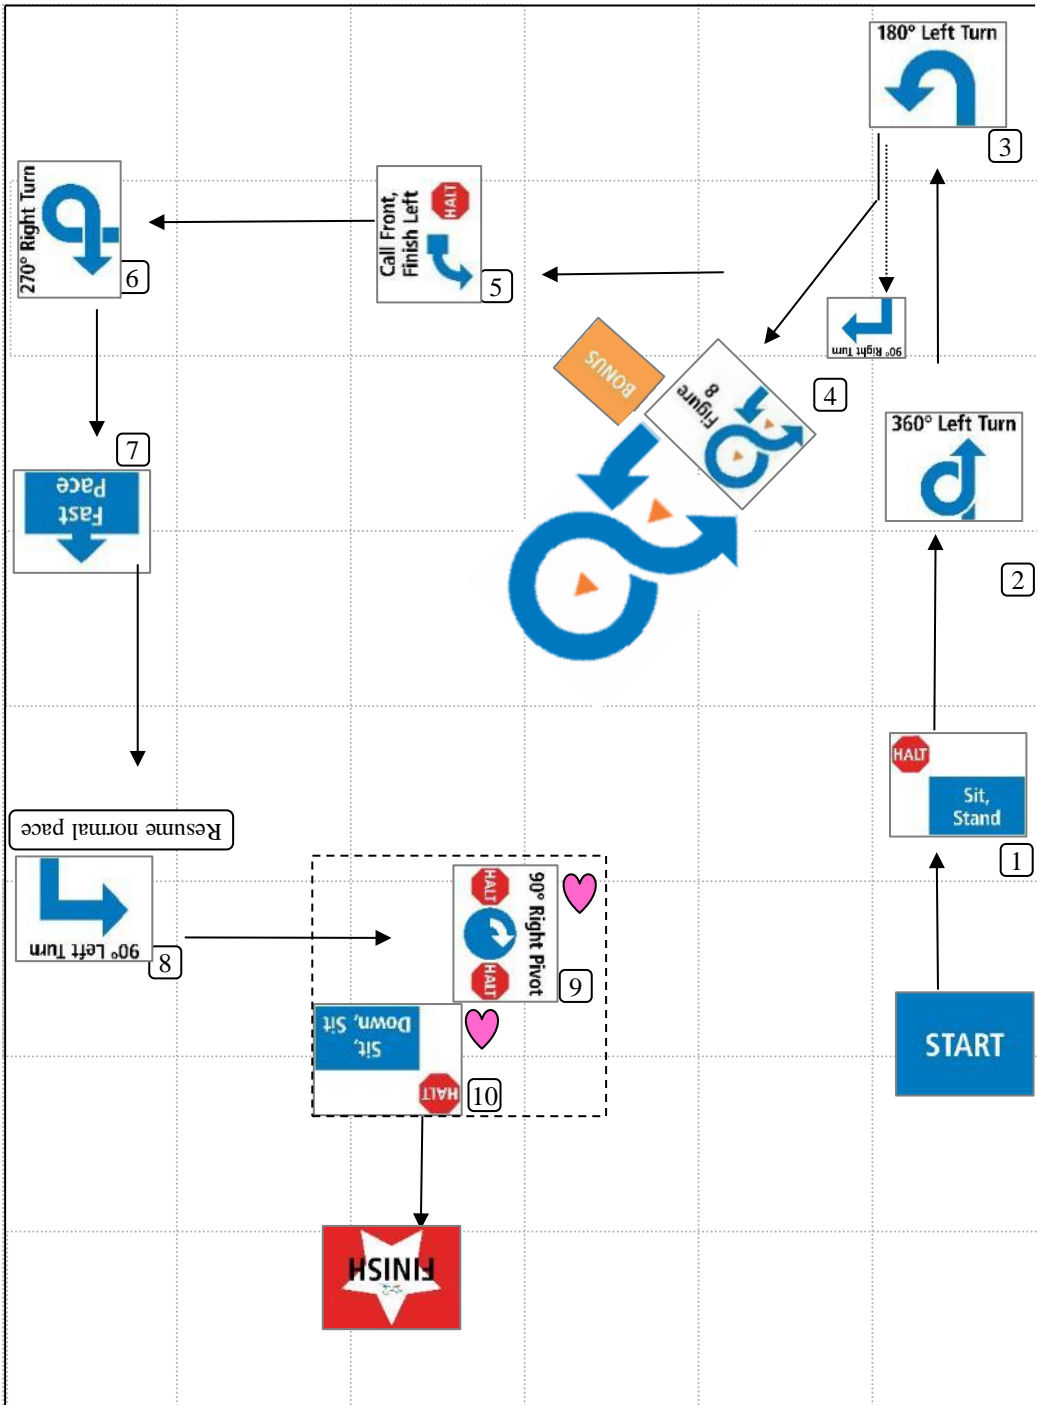 180° Left Turn
3
270° Right Turn
6
Call Front,
Finish Left
HALT
5
90° Right Turn
4
BONUS
Figure
8
360° Left Turn
2
7
Fast
Pace
HALT
Sit,
Stand
1
Resume normal pace
90° Left Turn
8
HALT
90° Right Pivot
HALT
9
HALT
Sit,
Down, Sit
10
START
FINISH